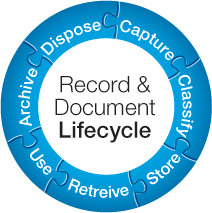 Record &
Document
Lifecycle
Capture
Classify
Store
Retreive
Use
Archive
Dispose